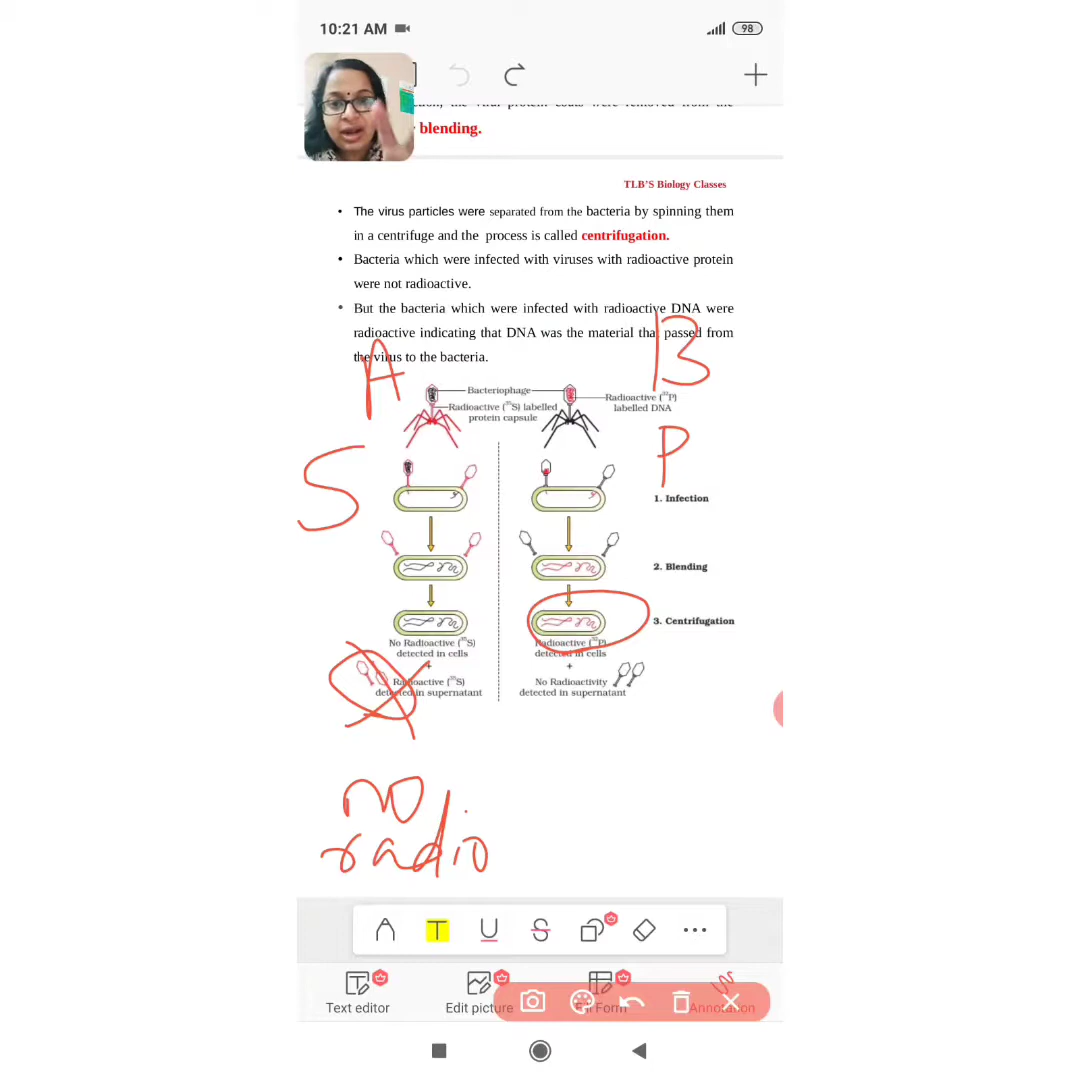 10:21 AM
98
blending.
TLB'S Biology Classes
• The virus particles were separated from the bacteria by spinning them
in a centrifuge and the process is called centrifugation.
• Bacteria which were infected with viruses with radioactive protein
were not radioactive.
• But the bacteria which were infected with radioactive DNA were
radioactive indicating that DNA was the material that passed from
the virus to the bacteria.
A
B
Bacteriophage
Radioactive (³⁵S) labelled
protein capsule
Radioactive (³²P)
labelled DNA
S
P
1. Infection
2. Blending
3. Centrifugation
No Radioactive (³⁵S)
detected in cells
+
Radioactive (³⁵S)
detected in supernatant
Radioactive (³²P)
detected in cells
+
No Radioactivity
detected in supernatant
no
radio
T
U
S
Text editor
Edit picture
Fill Form
Annotation